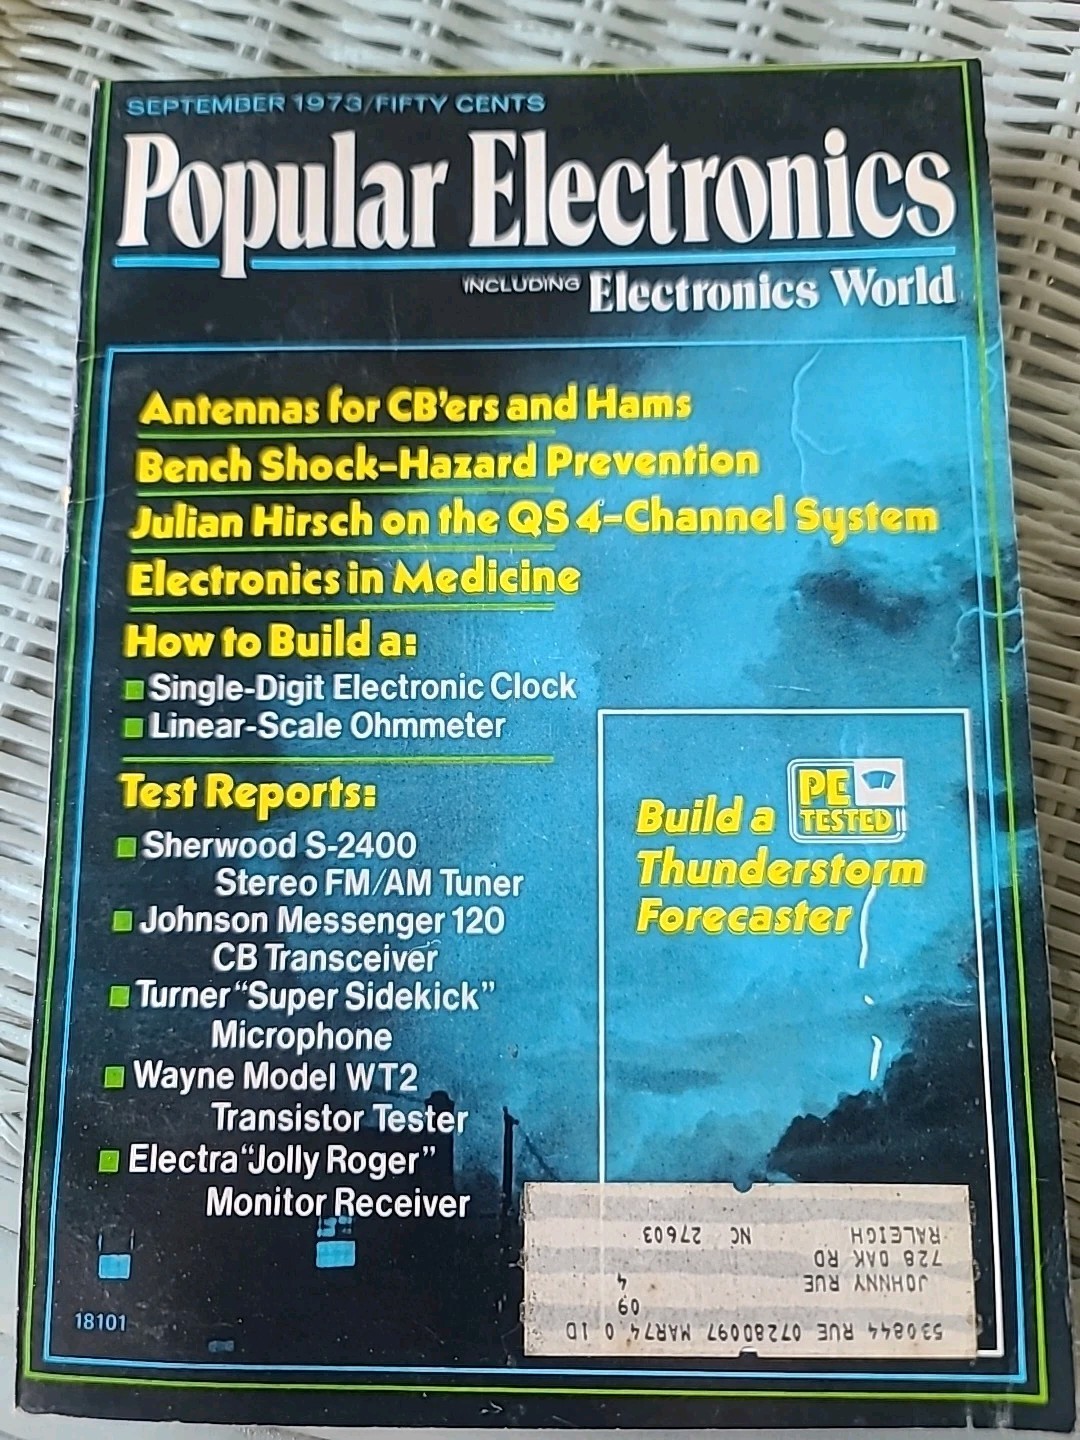 SEPTEMBER 1973/FIFTY CENTS
Popular Electronics
INCLUDING Electronics World
Antennas for CB'ers and Hams
Bench Shock-Hazard Prevention
Julian Hirsch on the QS 4-Channel System
Electronics in Medicine
How to Build a:
Single-Digit Electronic Clock
Linear-Scale Ohmmeter
Test Reports:
Sherwood S-2400
Stereo FM/AM Tuner
Johnson Messenger 120
CB Transceiver
Turner "Super Sidekick"
Microphone
Wayne Model WT2
Transistor Tester
Electra "Jolly Roger"
Monitor Receiver
Build a
PE
TESTED
Thunderstorm
Forecaster
18101
530844 RUE 07280097 MAR74 0 1D
09
JOHNNY RUE 4
728 OAK RD
RALEIGH NC 27603